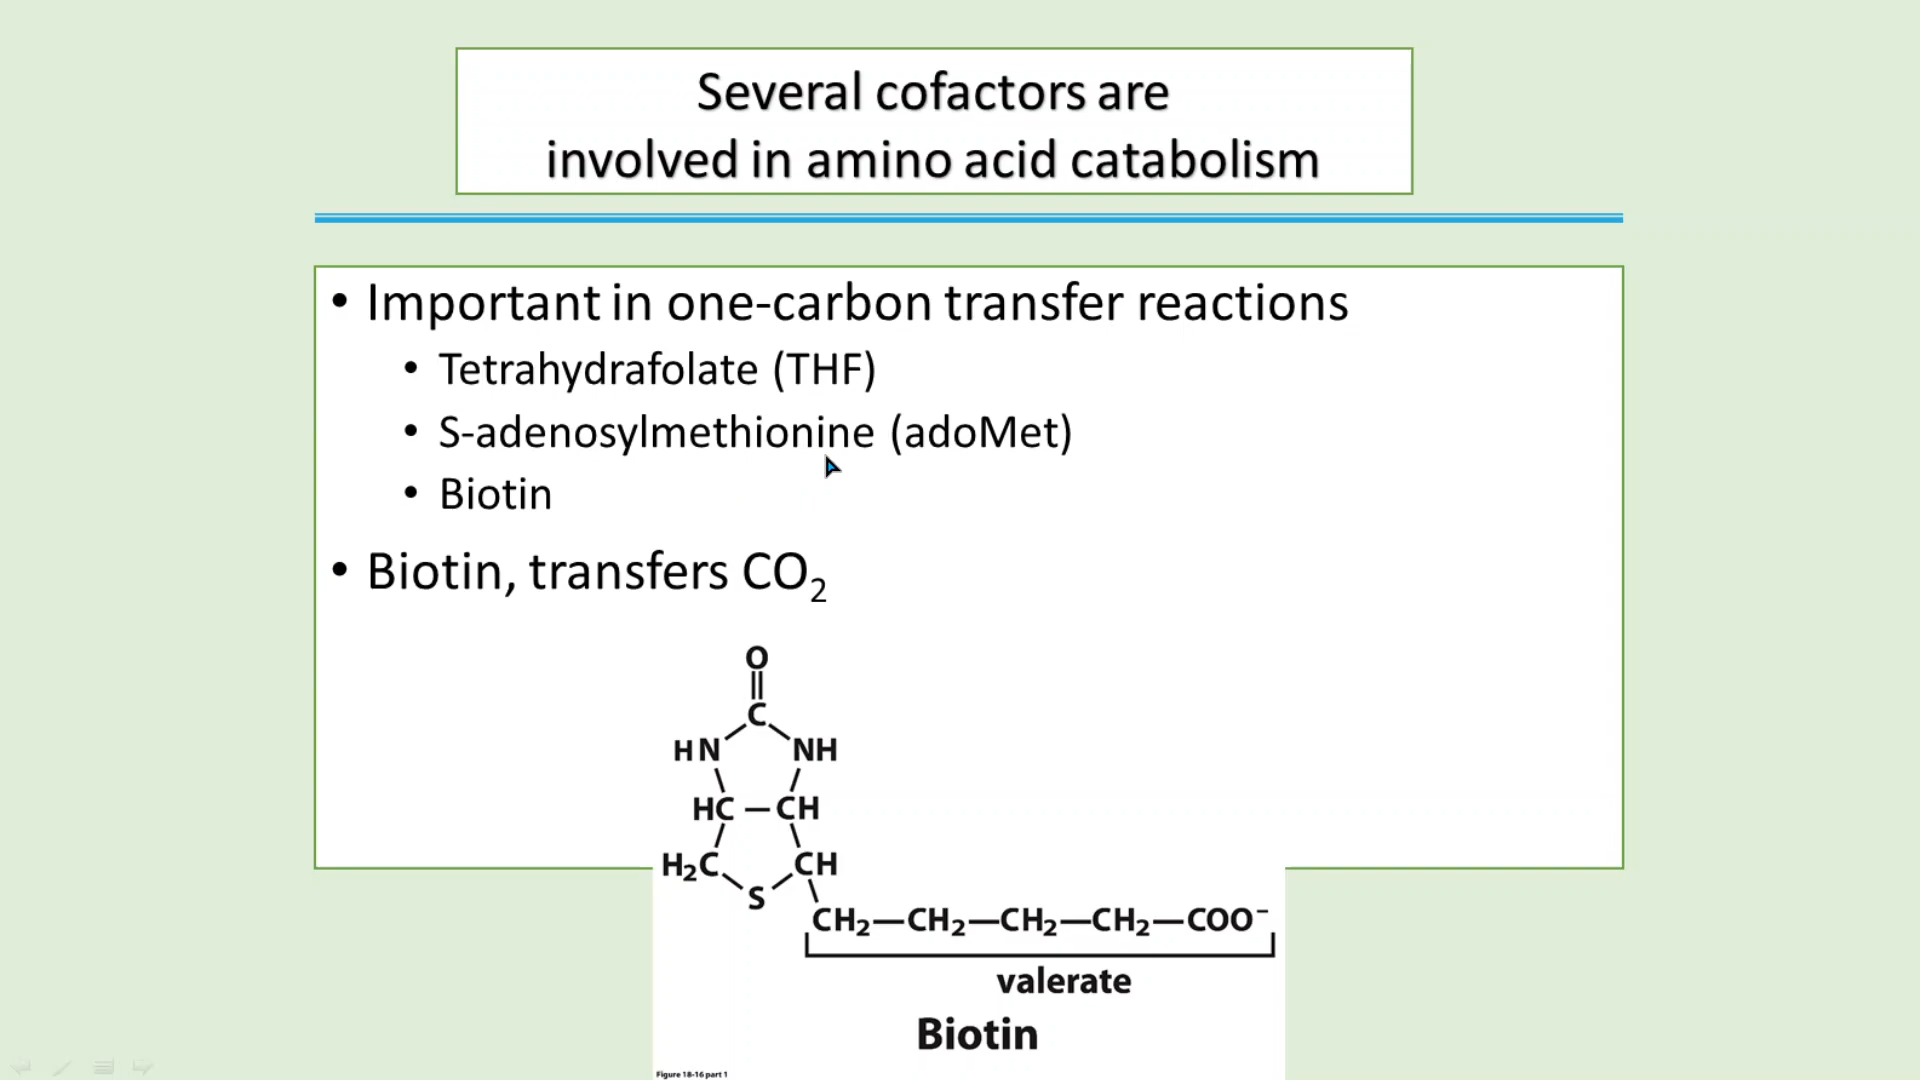 Several cofactors are
involved in amino acid catabolism
• Important in one-carbon transfer reactions
• Tetrahydrafolate (THF)
• S-adenosylmethionine (adoMet)
• Biotin
• Biotin, transfers CO₂
O
C
HN NH
HC — CH
H₂C CH
S
CH₂—CH₂—CH₂—CH₂—COO⁻
valerate
Biotin
Figure 18-16 part 1